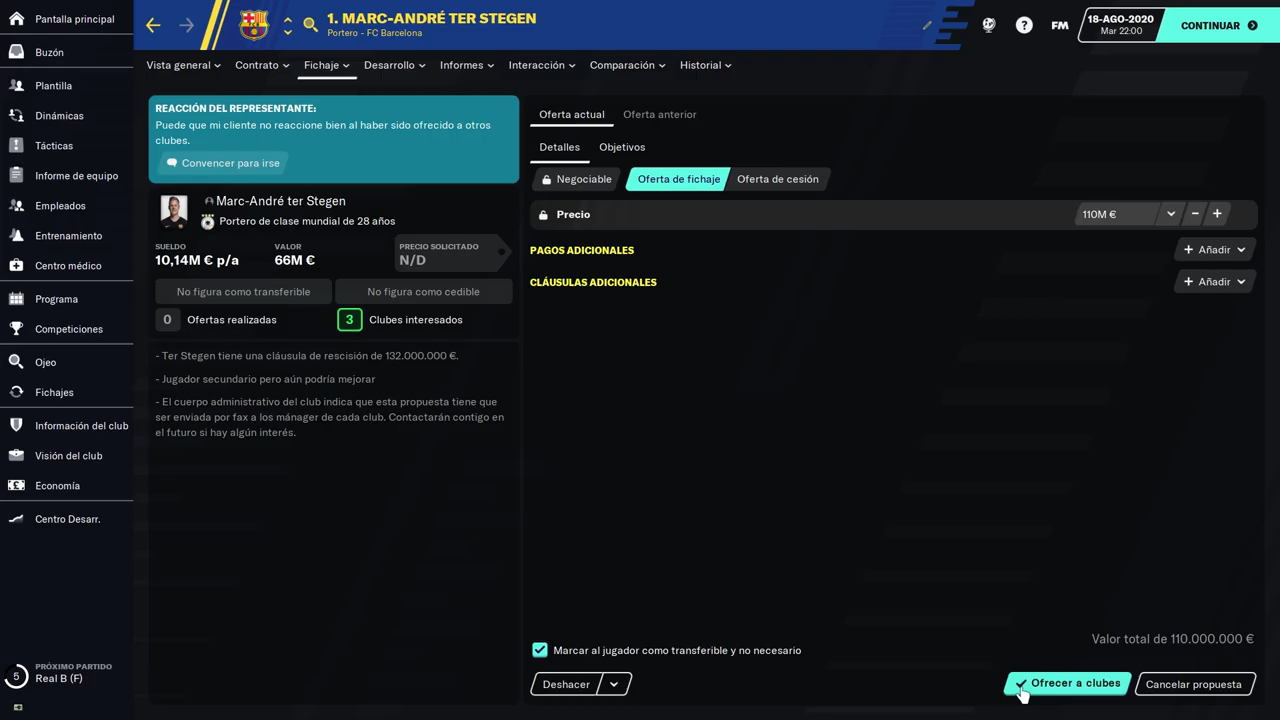 Pantalla principal
Buzón
Plantilla
Dinámicas
Tácticas
Informe de equipo
Empleados
Entrenamiento
Centro médico
Programa
Competiciones
Ojeo
Fichajes
Información del club
Visión del club
Economía
Centro Desarr.
5
PRÓXIMO PARTIDO
Real B (F)
1. MARC-ANDRÉ TER STEGEN
Portero - FC Barcelona
?
FM
18-AGO-2020
Mar 22:00
CONTINUAR
Vista general
Contrato
Fichaje
Desarrollo
Informes
Interacción
Comparación
Historial
REACCIÓN DEL REPRESENTANTE:
Puede que mi cliente no reaccione bien al haber sido ofrecido a otros
clubes.
Convencer para irse
Marc-André ter Stegen
Portero de clase mundial de 28 años
SUELDO
10,14M € p/a
VALOR
66M €
PRECIO SOLICITADO
N/D
No figura como transferible
No figura como cedible
0 Ofertas realizadas
3 Clubes interesados
- Ter Stegen tiene una cláusula de rescisión de 132.000.000 €.
- Jugador secundario pero aún podría mejorar
- El cuerpo administrativo del club indica que esta propuesta tiene que
ser enviada por fax a los mánager de cada club. Contactarán contigo en
el futuro si hay algún interés.
Oferta actual
Oferta anterior
Detalles
Objetivos
Negociable
Oferta de fichaje
Oferta de cesión
Precio
110M €
PAGOS ADICIONALES
+ Añadir
CLÁUSULAS ADICIONALES
+ Añadir
Marcar al jugador como transferible y no necesario
Valor total de 110.000.000 €
Deshacer
Ofrecer a clubes
Cancelar propuesta